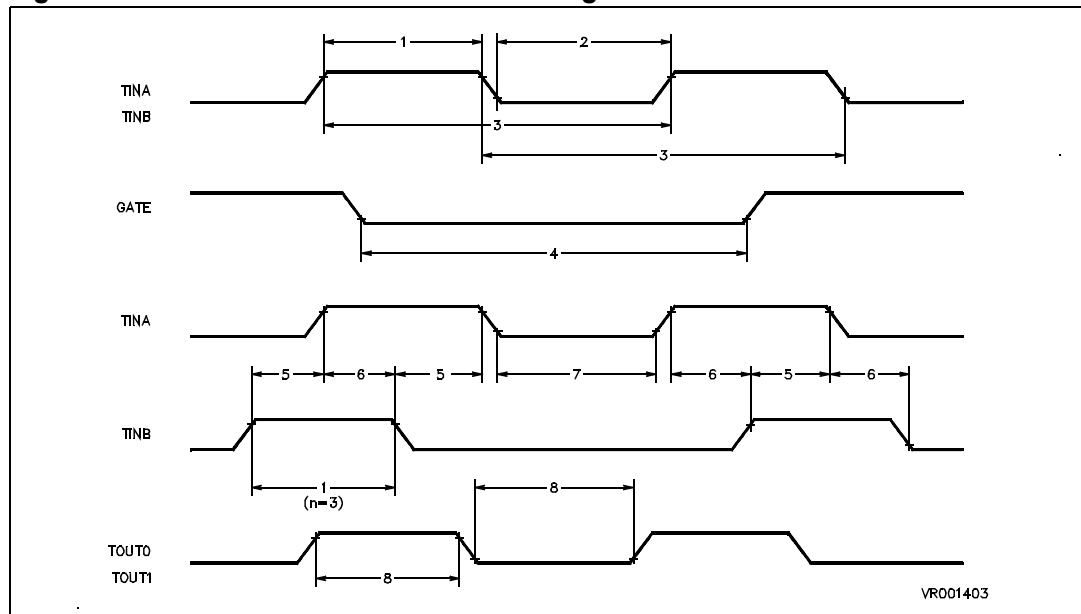 1 2
TINA
TINB
3
3
GATE
4
TINA
5 6 5 7 6 5 6
TINB
1
(n=3)
8
TOUT0
TOUT1
8
VR001403